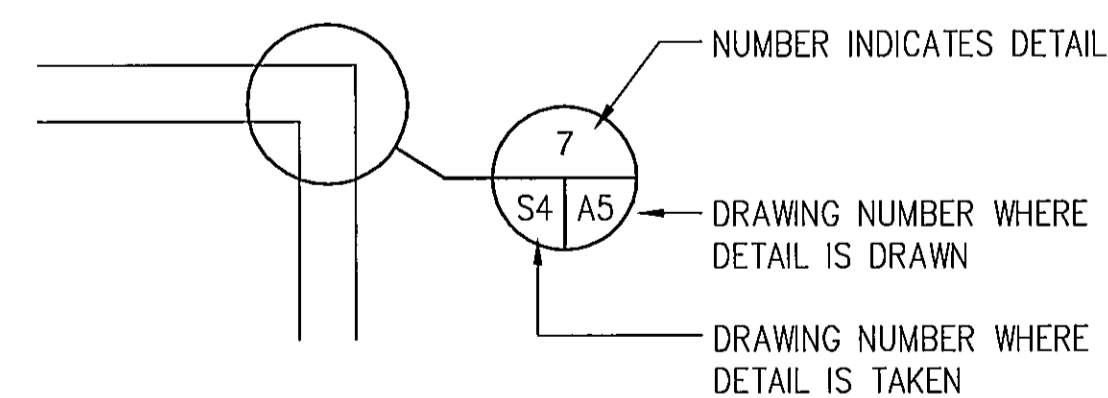 NUMBER INDICATES DETAIL
7
S4 A5
DRAWING NUMBER WHERE
DETAIL IS DRAWN
DRAWING NUMBER WHERE
DETAIL IS TAKEN